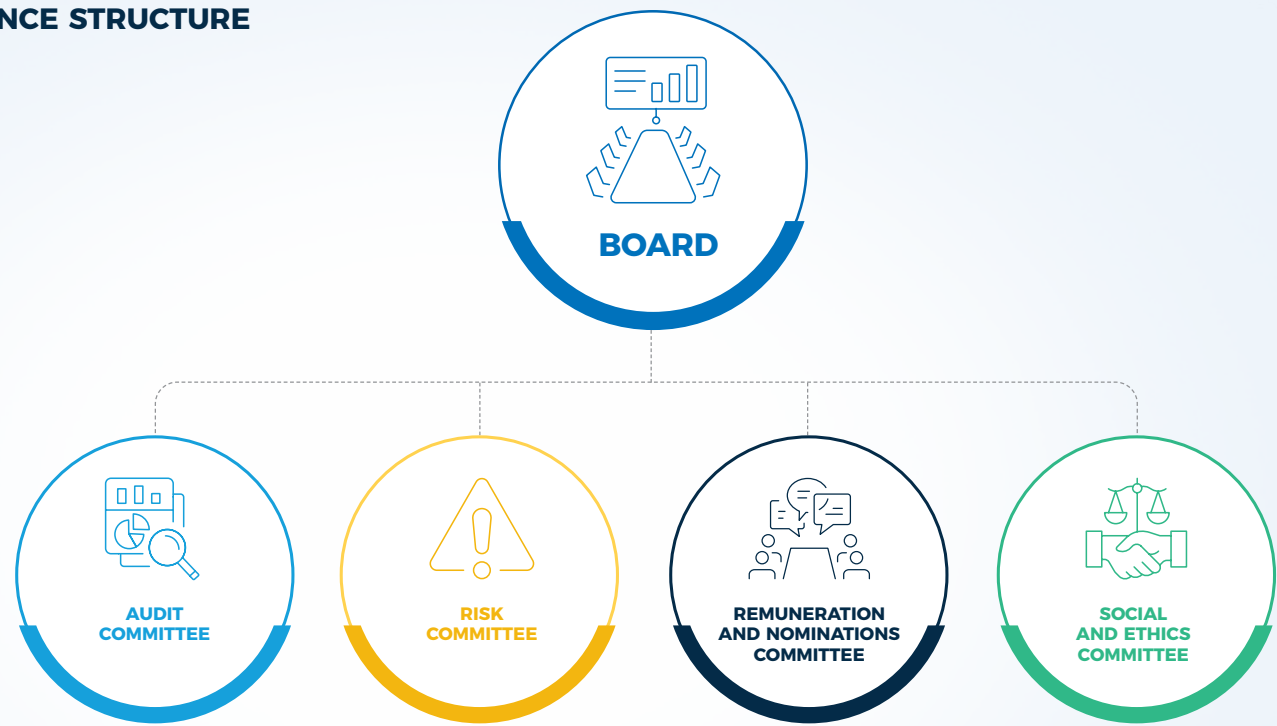 NCE STRUCTURE
BOARD
AUDIT
COMMITTEE
RISK
COMMITTEE
REMUNERATION
AND NOMINATIONS
COMMITTEE
SOCIAL
AND ETHICS
COMMITTEE